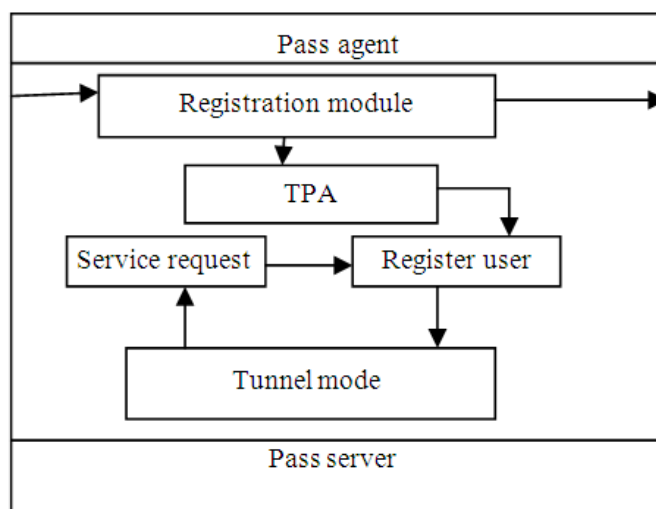 Pass agent
Registration module
TPA
Service request
Register user
Tunnel mode
Pass server